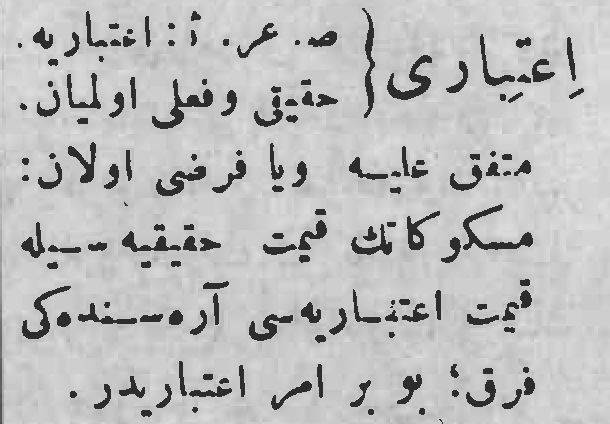 اِعتِبارى { ص. عر. ث: اعتباريه.
حقيقى وفعلى اولميان.
متفق عليه ويا فرضى اولان:
مسكوكاتك قيمت حقيقيه سيله
قيمت اعتباريه سى آره سنده كى
فرق؛ بو بر امر اعتباريدر.